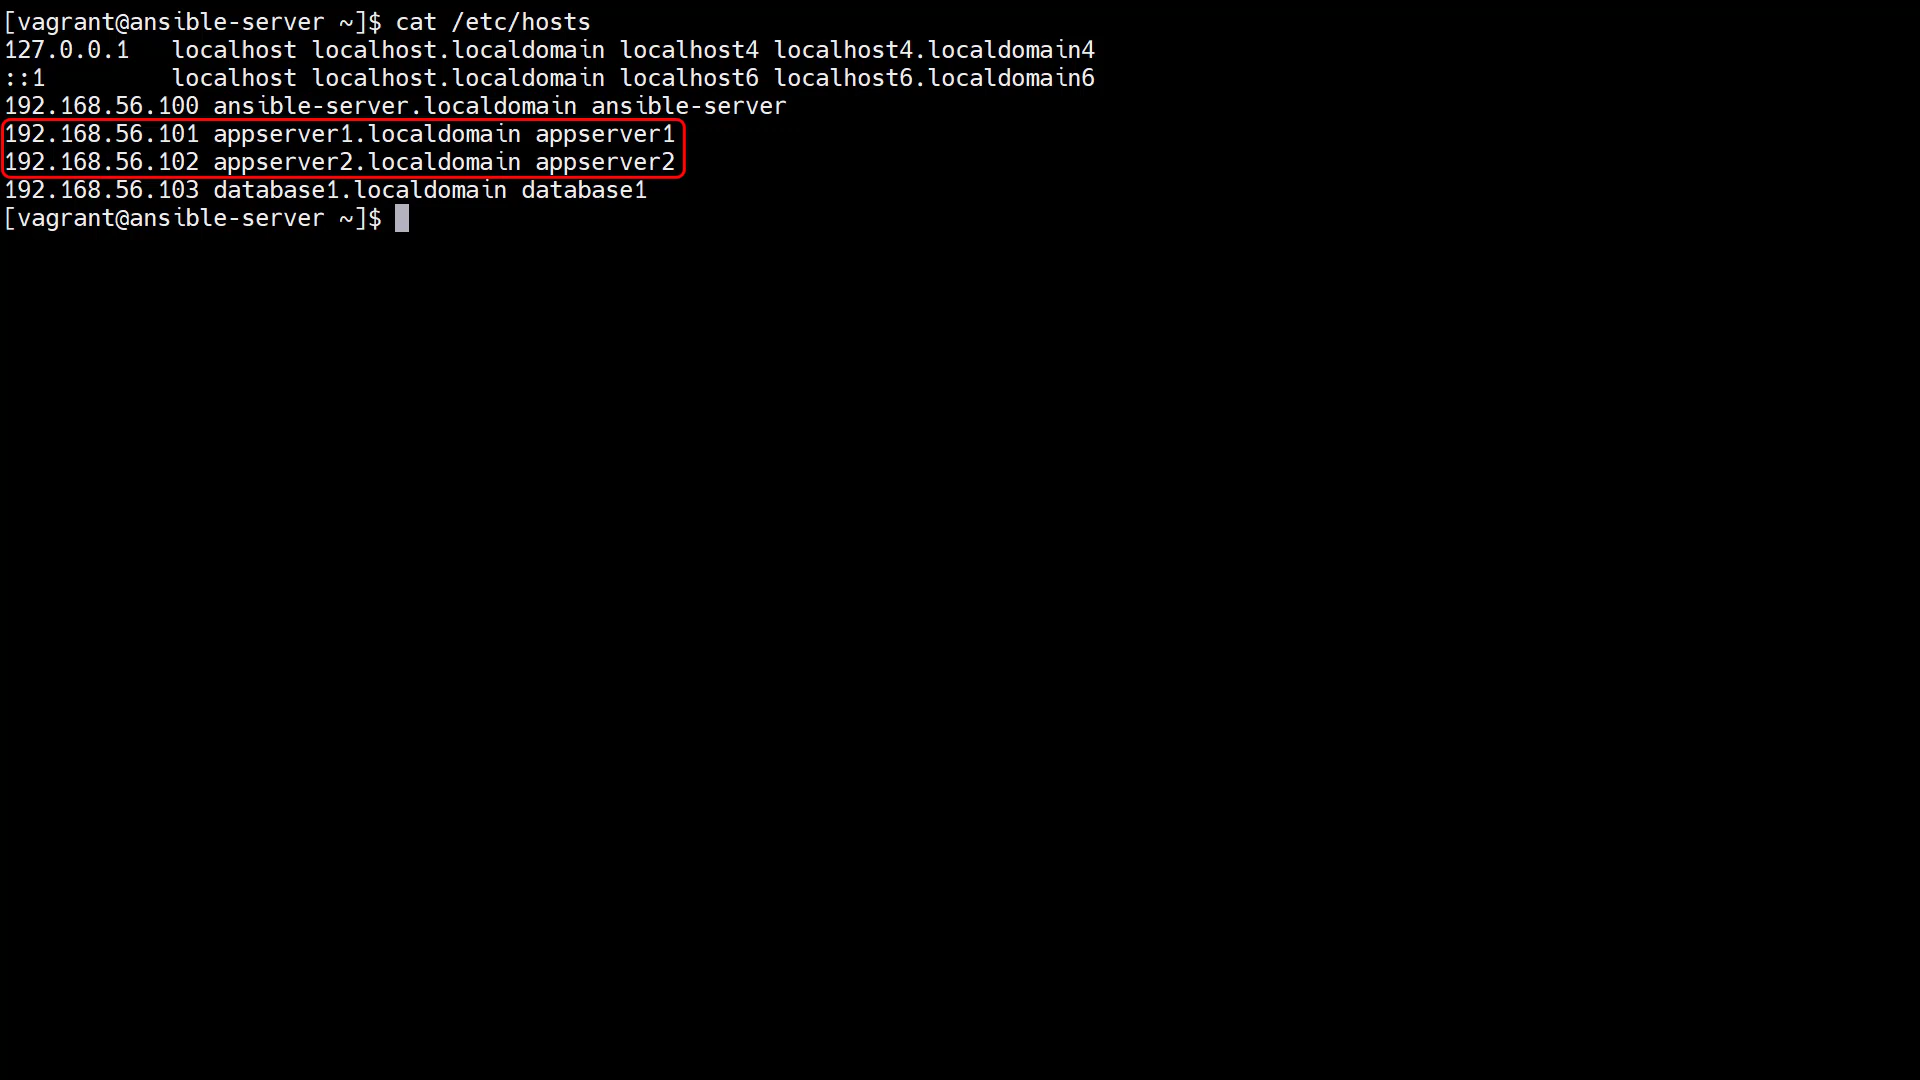 [vagrant@ansible-server ~]$ cat /etc/hosts
127.0.0.1   localhost localhost.localdomain localhost4 localhost4.localdomain4
::1         localhost localhost.localdomain localhost6 localhost6.localdomain6
192.168.56.100 ansible-server.localdomain ansible-server
192.168.56.101 appserver1.localdomain appserver1
192.168.56.102 appserver2.localdomain appserver2
192.168.56.103 database1.localdomain database1
[vagrant@ansible-server ~]$